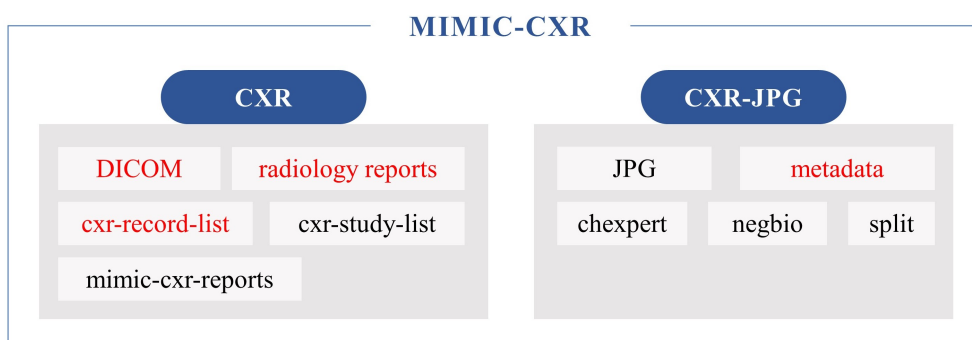 MIMIC-CXR
CXR
DICOM
radiology reports
cxr-record-list
cxr-study-list
mimic-cxr-reports
CXR-JPG
JPG
metadata
chexpert
negbio
split